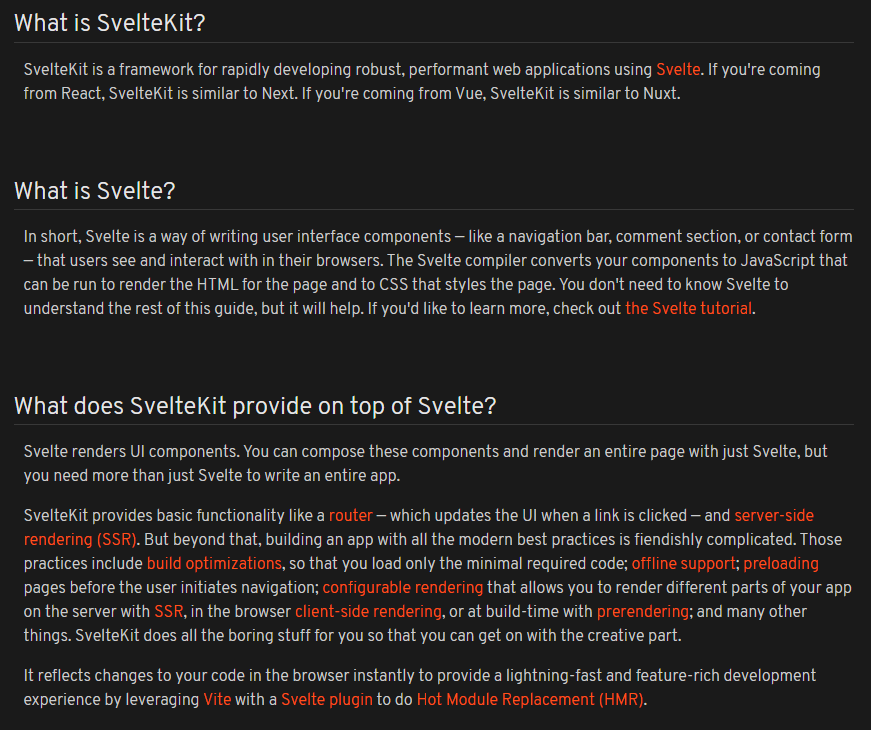 What is SvelteKit?
SvelteKit is a framework for rapidly developing robust, performant web applications using Svelte. If you're coming
from React, SvelteKit is similar to Next. If you're coming from Vue, SvelteKit is similar to Nuxt.
What is Svelte?
In short, Svelte is a way of writing user interface components — like a navigation bar, comment section, or contact form
— that users see and interact with in their browsers. The Svelte compiler converts your components to JavaScript that
can be run to render the HTML for the page and to CSS that styles the page. You don't need to know Svelte to
understand the rest of this guide, but it will help. If you'd like to learn more, check out the Svelte tutorial.
What does SvelteKit provide on top of Svelte?
Svelte renders UI components. You can compose these components and render an entire page with just Svelte, but
you need more than just Svelte to write an entire app.
SvelteKit provides basic functionality like a router — which updates the UI when a link is clicked — and server-side
rendering (SSR). But beyond that, building an app with all the modern best practices is fiendishly complicated. Those
practices include build optimizations, so that you load only the minimal required code; offline support; preloading
pages before the user initiates navigation; configurable rendering that allows you to render different parts of your app
on the server with SSR, in the browser client-side rendering, or at build-time with prerendering; and many other
things. SvelteKit does all the boring stuff for you so that you can get on with the creative part.
It reflects changes to your code in the browser instantly to provide a lightning-fast and feature-rich development
experience by leveraging Vite with a Svelte plugin to do Hot Module Replacement (HMR).